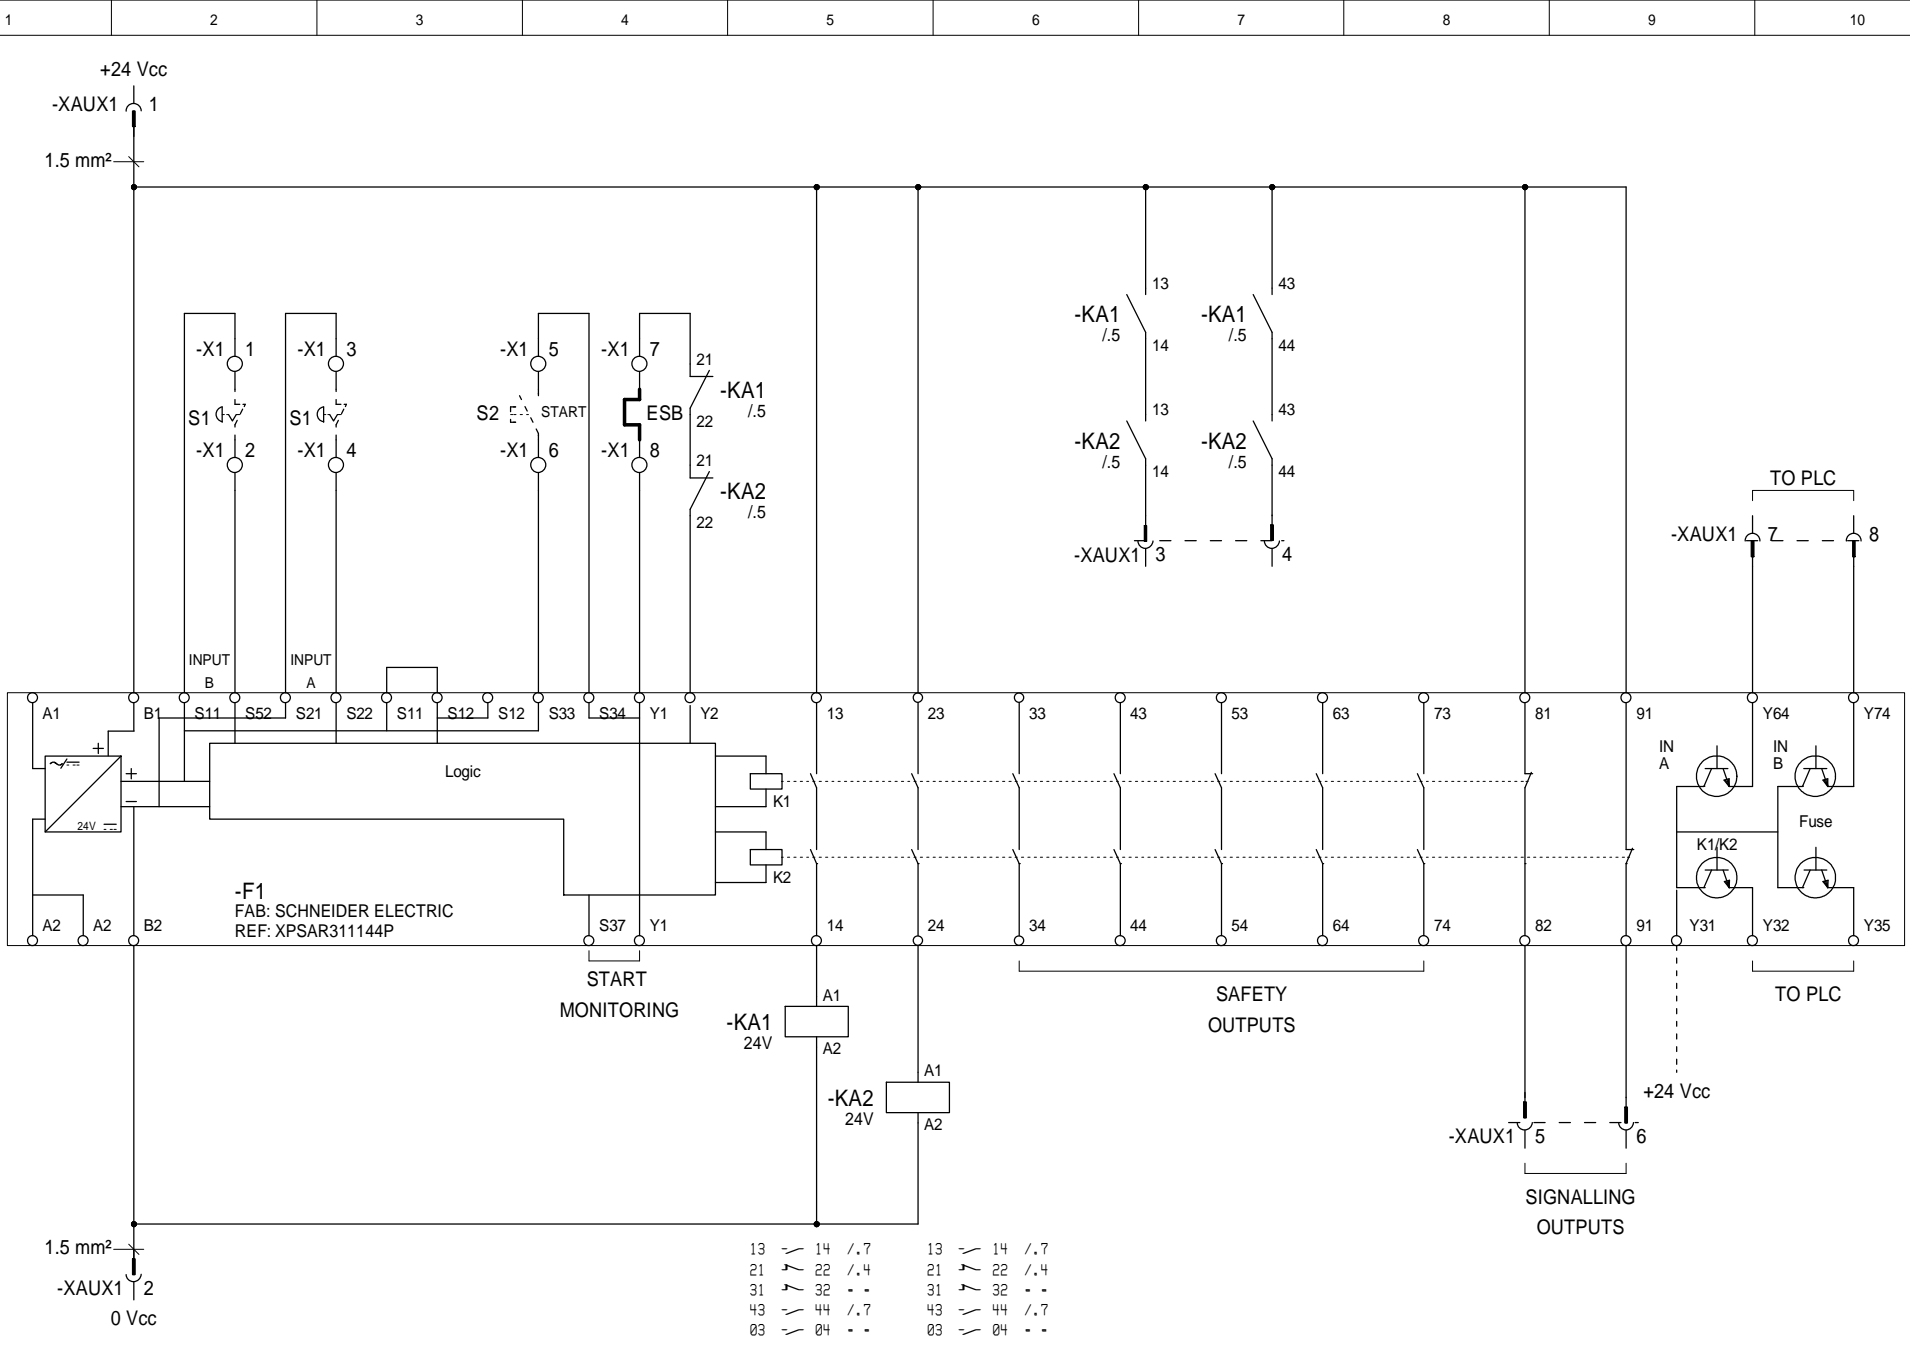 1 2 3 4 5 6 7 8 9 10
+24 Vcc
-XAUX1 1
1.5 mm²
13 43
-KA1 -KA1
/.5 /.5
14 44
-X1 1 -X1 3 -X1 5 -X1 7
21
-KA1
/.5
S1 S1 S2 START ESB
22
13 43
-KA2 -KA2
/.5 /.5
14 44
-X1 2 -X1 4 -X1 6 -X1 8
21
-KA2
/.5
22
TO PLC
-XAUX1 7 8
-XAUX1 3 4
INPUT INPUT
B A
A1 B1 S11 S52 S21 S22 S11 S12 S12 S33 S34 Y1 Y2 13 23 33 43 53 63 73 81 91 Y64 Y74
+
+
−
24V
Logic
K1
K2
IN IN
A B
Fuse
K1/K2
-F1
FAB: SCHNEIDER ELECTRIC
REF: XPSAR311144P
A2 A2 B2 S37 Y1 14 24 34 44 54 64 74 82 91 Y31 Y32 Y35
START
MONITORING
SAFETY
OUTPUTS
TO PLC
A1
-KA1
24V
A2
A1
-KA2
24V
A2
+24 Vcc
-XAUX1 5 6
SIGNALLING
OUTPUTS
1.5 mm²
-XAUX1 2
0 Vcc
13 14 /.7 13 14 /.7
21 22 /.4 21 22 /.4
31 32 - - 31 32 - -
43 44 /.7 43 44 /.7
03 04 - - 03 04 - -